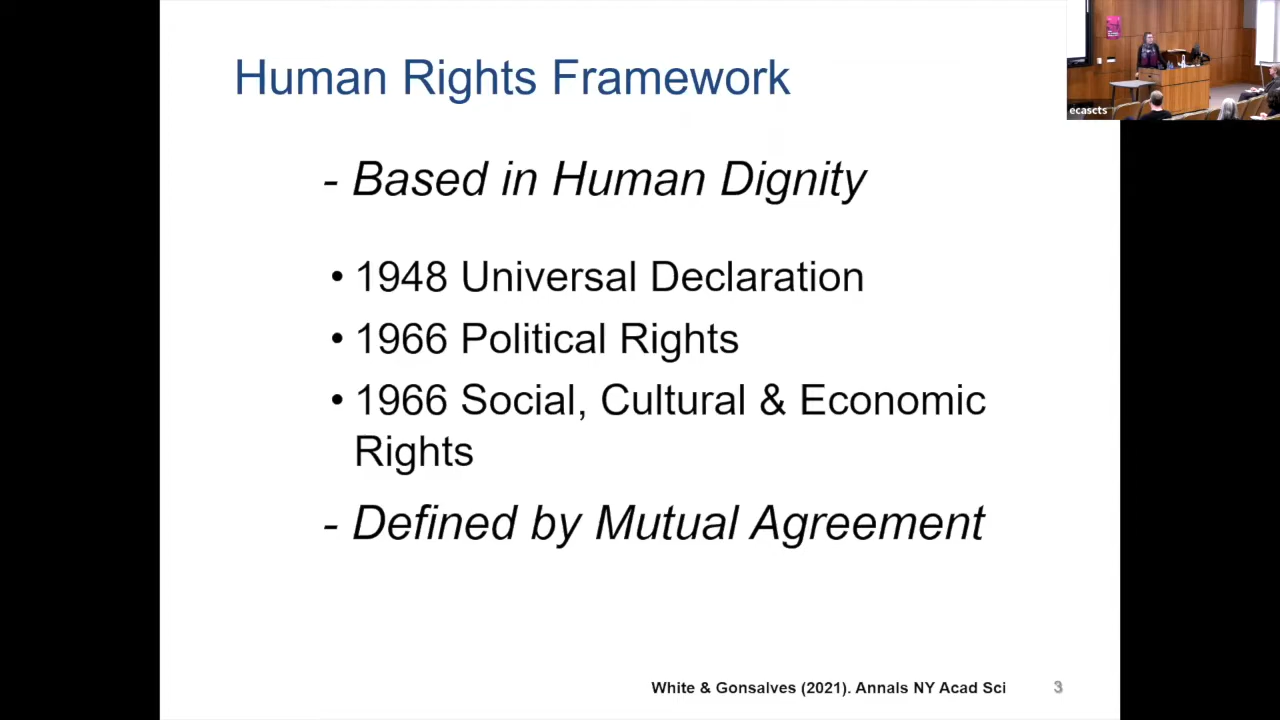 Human Rights Framework
- Based in Human Dignity
• 1948 Universal Declaration
• 1966 Political Rights
• 1966 Social, Cultural & Economic
Rights
- Defined by Mutual Agreement
White & Gonsalves (2021). Annals NY Acad Sci
3
ecascts